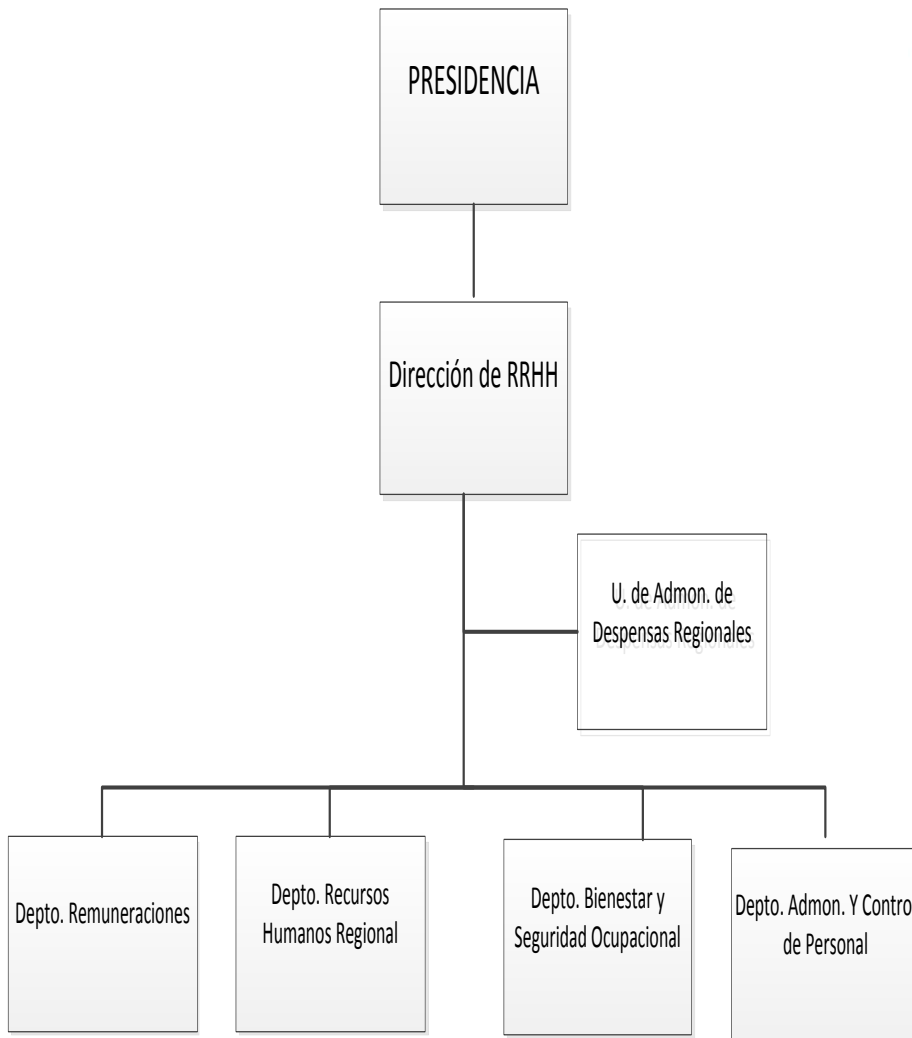 PRESIDENCIA
Dirección de RRHH
U. de Admon. de
Despensas Regionales
Depto. Remuneraciones
Depto. Recursos
Humanos Regional
Depto. Bienestar y
Seguridad Ocupacional
Depto. Admon. Y Contro
de Personal